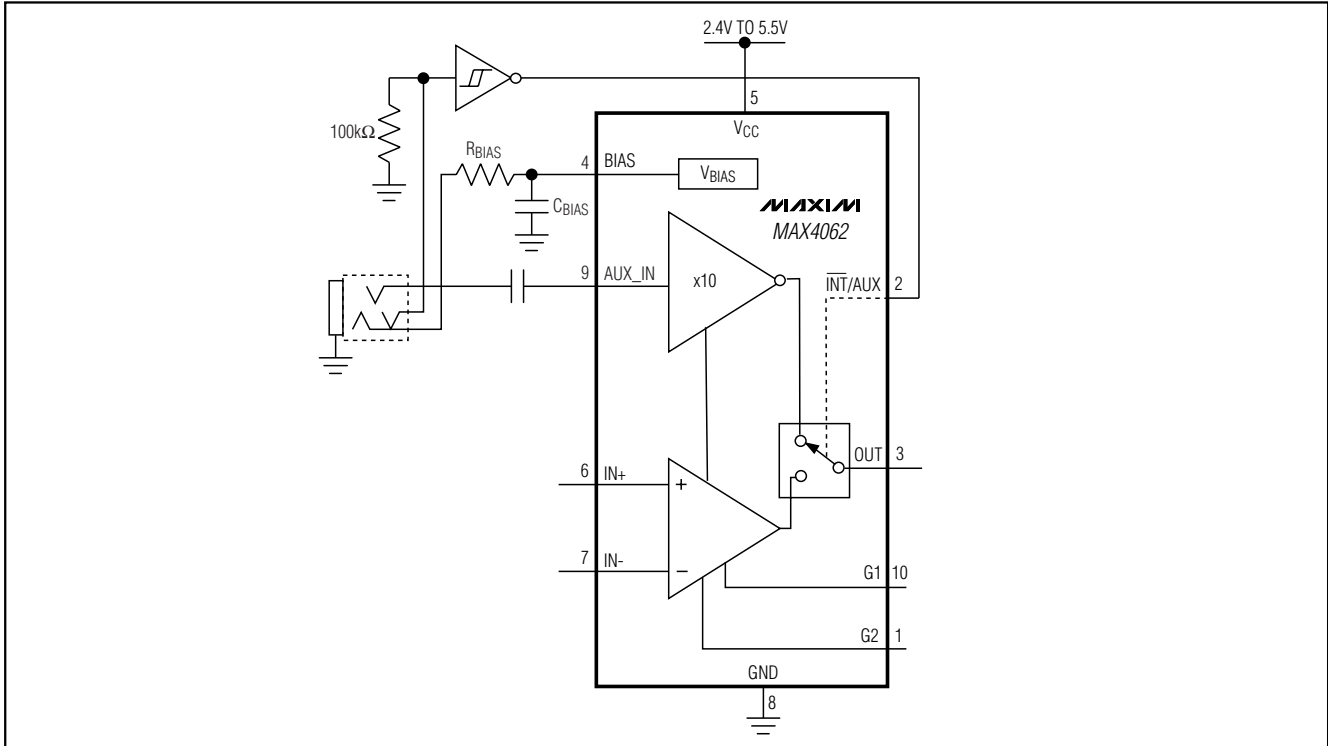 2.4V TO 5.5V
5
VCC
100kΩ
RBIAS
4 BIAS
VBIAS
CBIAS
MAXIM
MAX4062
9 AUX_IN
x10
INT/AUX 2
OUT 3
6 IN+
+
7 IN-
−
G1 10
G2 1
GND
8